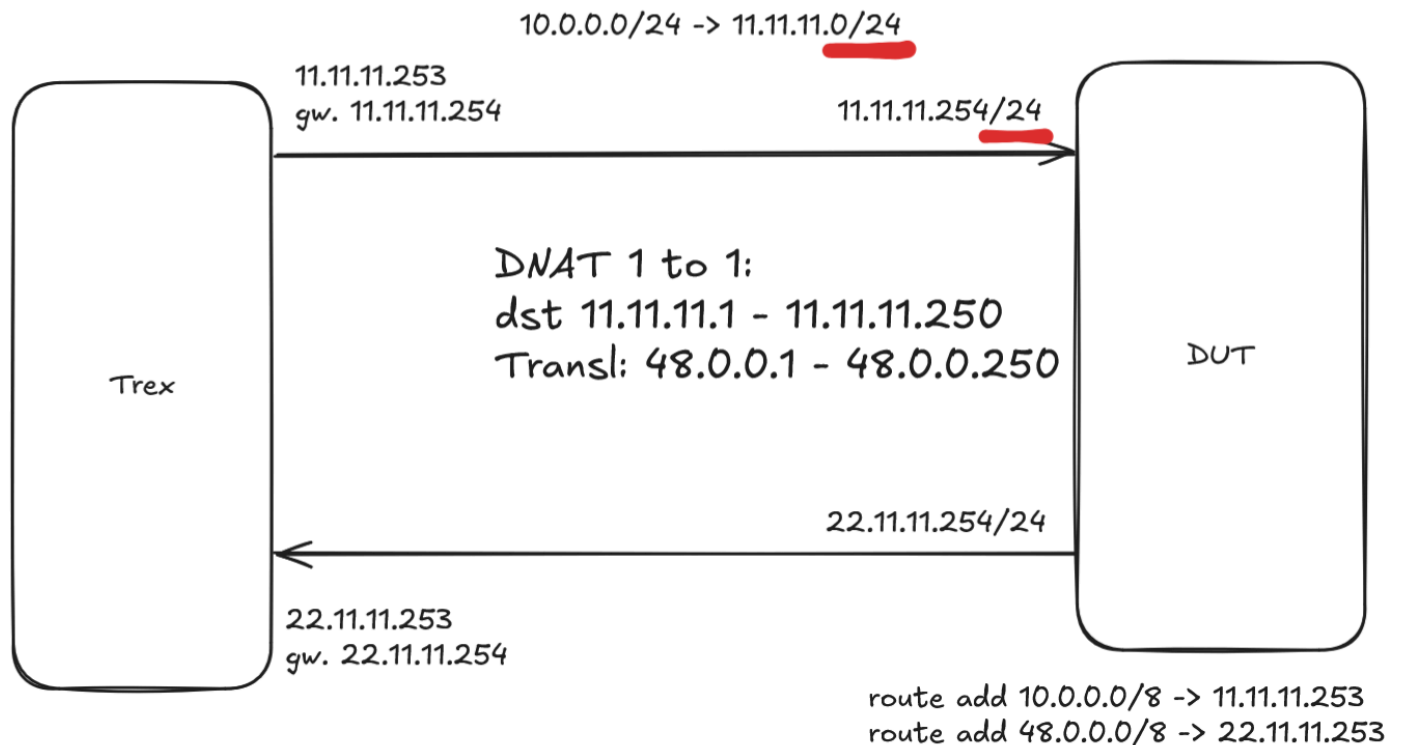 10.0.0.0/24 -> 11.11.11.0/24
11.11.11.253
gw. 11.11.11.254
11.11.11.254/24
DNAT 1 to 1:
dst 11.11.11.1 - 11.11.11.250
Transl: 48.0.0.1 - 48.0.0.250
Trex
DUT
22.11.11.254/24
22.11.11.253
gw. 22.11.11.254
route add 10.0.0.0/8 -> 11.11.11.253
route add 48.0.0.0/8 -> 22.11.11.253